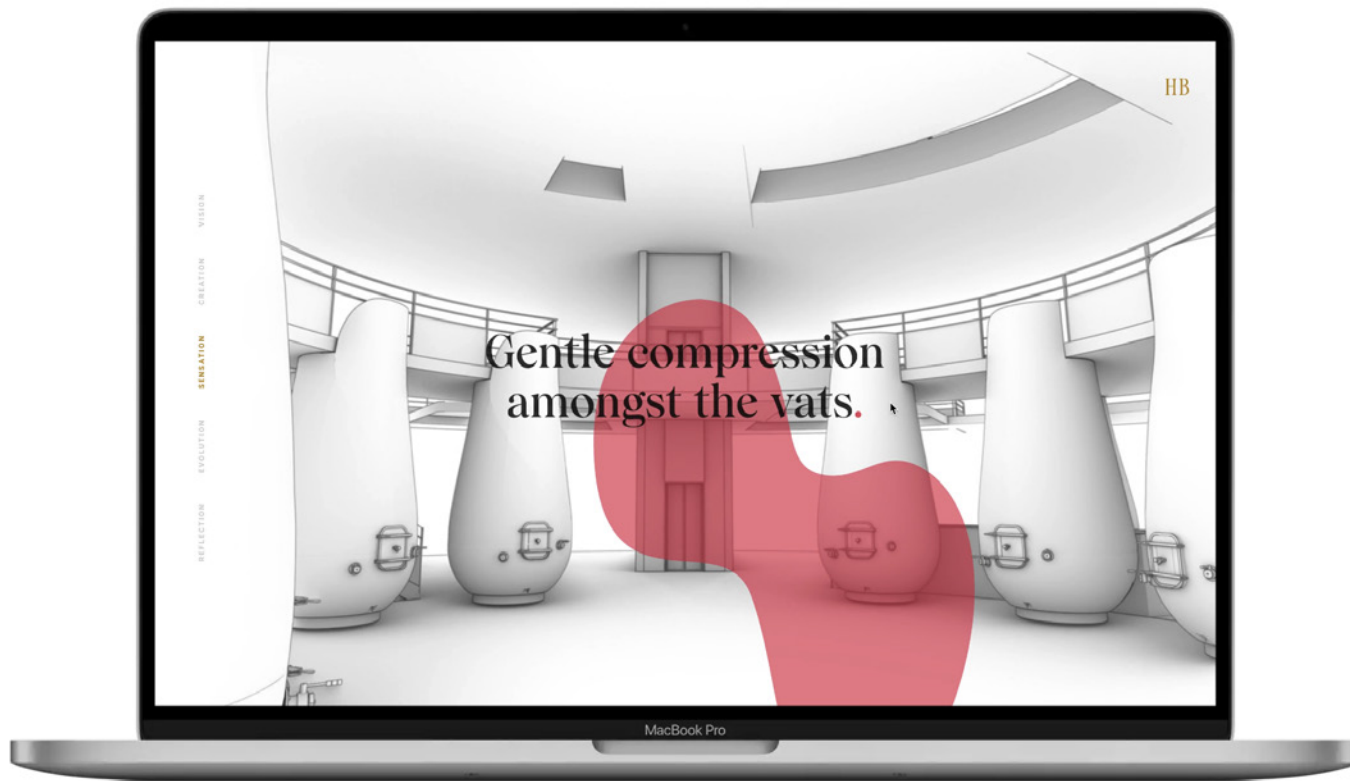 HB
VISION
CREATION
SENSATION
EVOLUTION
REFLECTION
Gentle compression
amongst the vats.
MacBook Pro